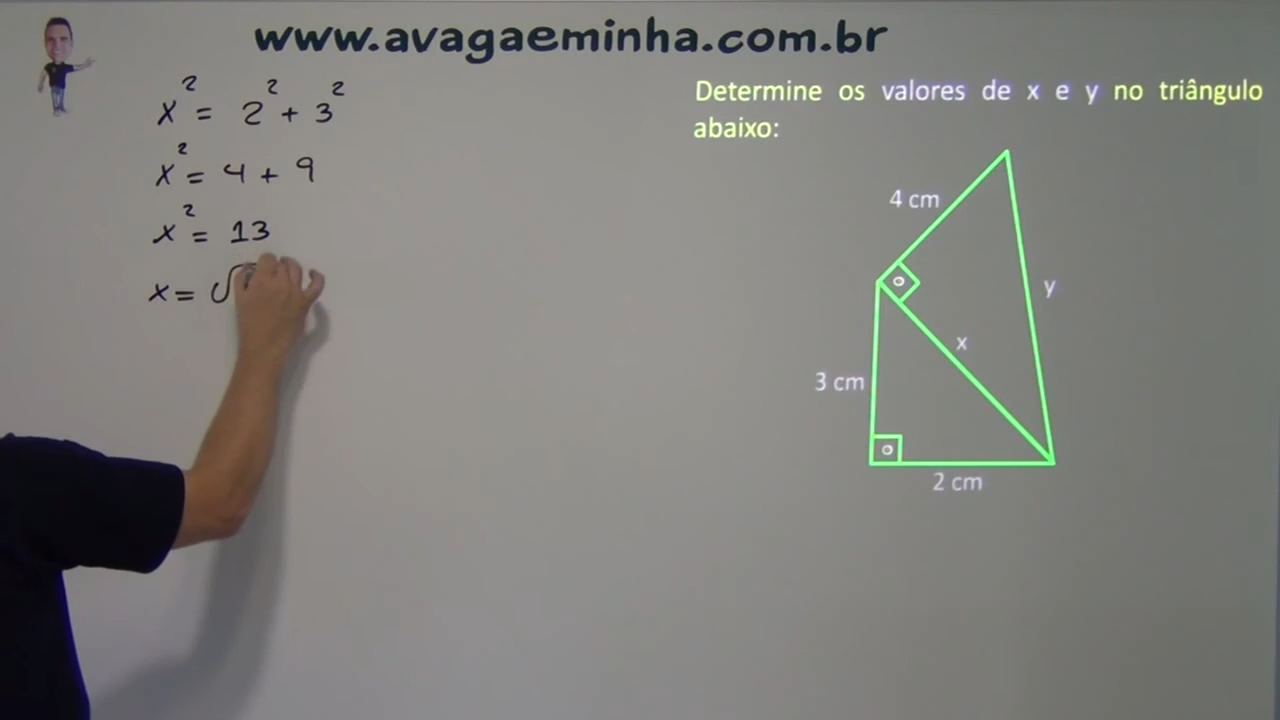 www.avagaeminha.com.br
x² = 2² + 3²
x² = 4 + 9
x² = 13
x = √
Determine os valores de x e y no triângulo
abaixo:
4 cm
y
x
3 cm
2 cm